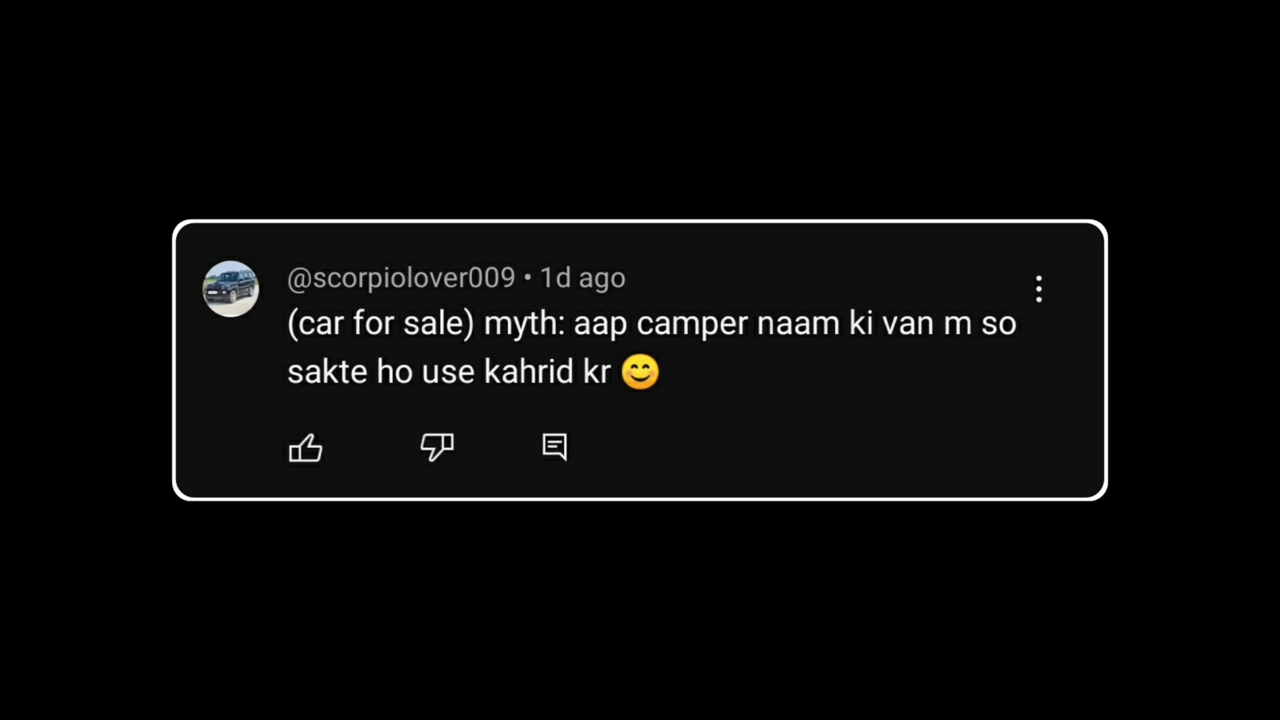 @scorpiolover009 • 1d ago
(car for sale) myth: aap camper naam ki van m so
sakte ho use kahrid kr 😊